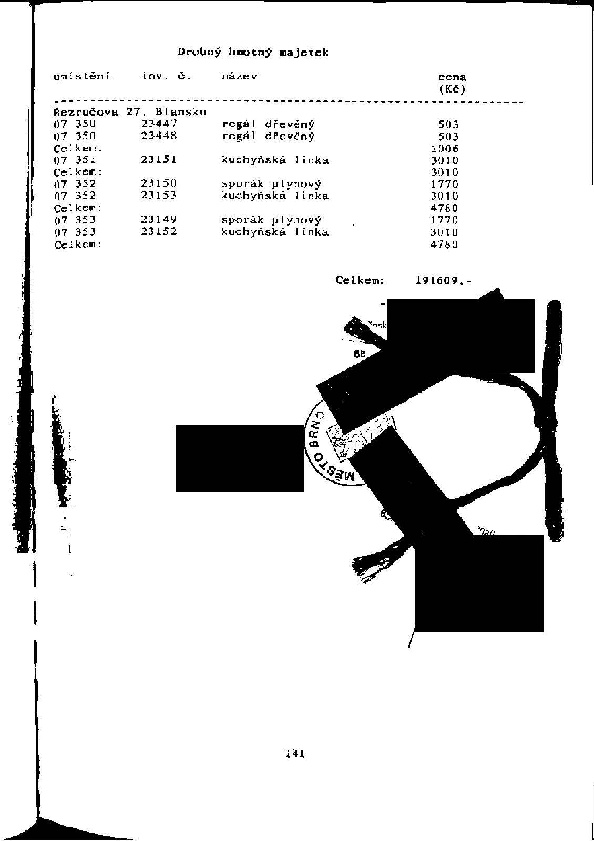 Drobný hmotný majetek
umístění inv. č. název cena
(Kč)
Bezručova 27, Blansko
07 350 23447 regál dřevěný 503
07 350 23448 regál dřevěný 503
Celkem: 1006
07 351 23151 kuchyňská linka 3010
Celkem: 3010
07 352 23150 sporák plynový 1770
07 352 23153 kuchyňská linka 3010
Celkem: 4780
07 353 23149 sporák plynový 1770
07 353 23152 kuchyňská linka 3010
Celkem: 4780
Celkem: 191609.-
MĚSTO BRNO
141